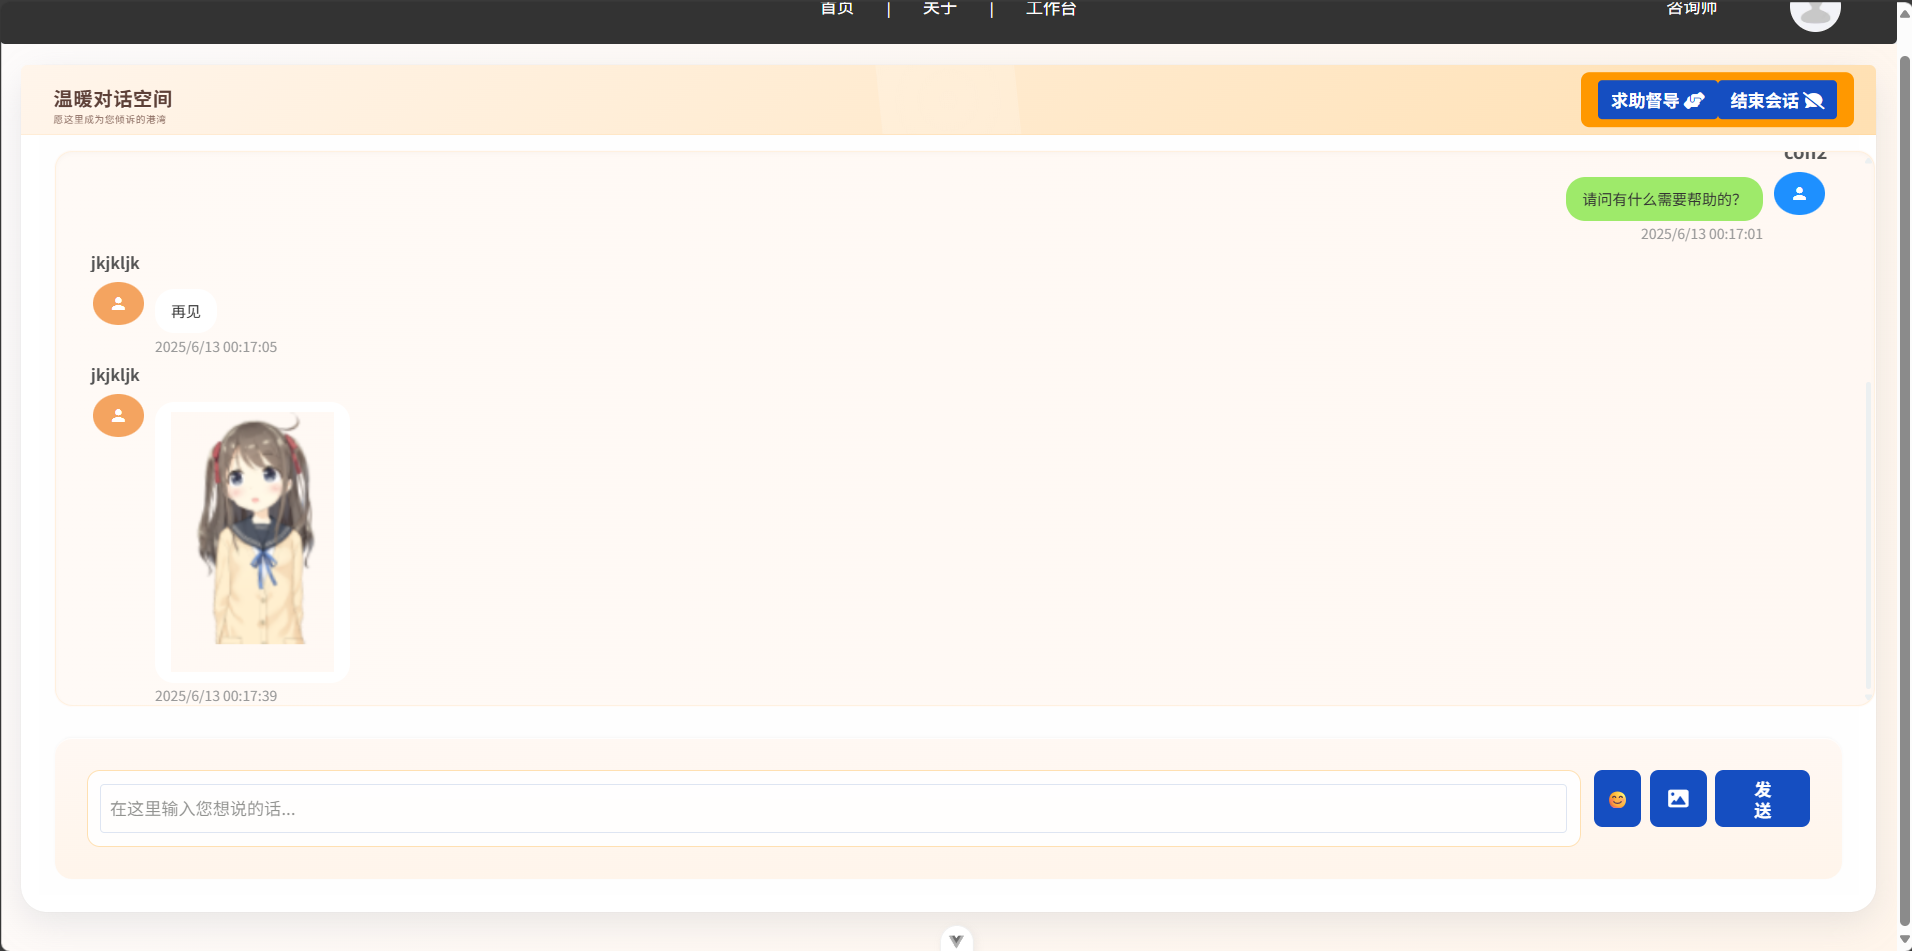 首页 | 关于 | 工作台 咨询师
温暖对话空间
愿这里成为您倾诉的港湾
求助督导 结束会话
con2
请问有什么需要帮助的?
2025/6/13 00:17:01
jkjkljk
再见
2025/6/13 00:17:05
jkjkljk
2025/6/13 00:17:39
在这里输入您想说的话...
发
送